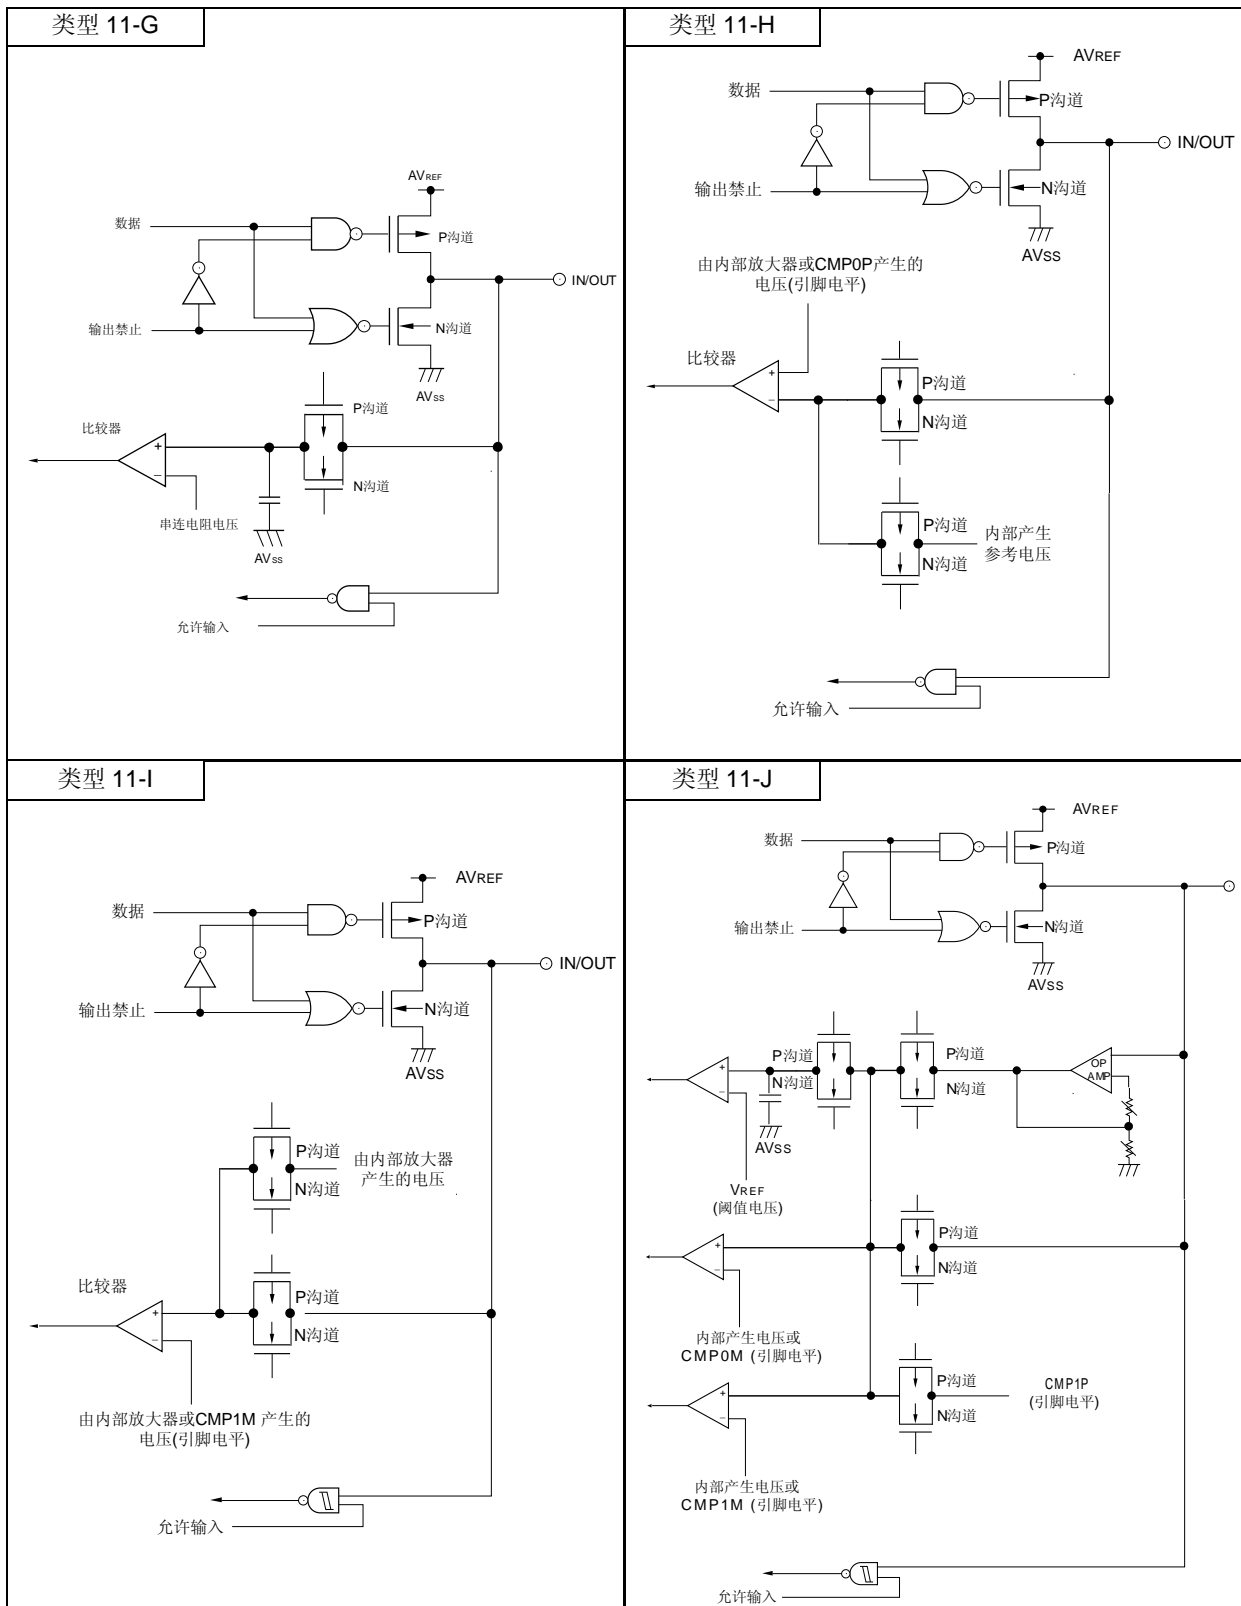 类型 11-G
AVREF
数据
P沟道
IN/OUT
输出禁止
N沟道
AVss
P沟道
比较器
+
−
N沟道
串连电阻电压
AVss
允许输入
类型 11-H
AVREF
数据
P沟道
IN/OUT
输出禁止
N沟道
AVss
由内部放大器或CMP0P产生的
电压(引脚电平)
比较器
+
−
P沟道
N沟道
P沟道
内部产生
参考电压
N沟道
允许输入
类型 11-I
AVREF
数据
P沟道
IN/OUT
输出禁止
N沟道
AVss
P沟道
由内部放大器
产生的电压
N沟道
比较器
P沟道
+
−
N沟道
由内部放大器或CMP1M 产生的
电压(引脚电平)
允许输入
类型 11-J
AVREF
数据
P沟道
输出禁止
N沟道
AVss
P沟道
P沟道
OP
AMP
+
−
N沟道
N沟道
AVss
VREF
(阈值电压)
P沟道
+
−
N沟道
内部产生电压或
CMP0M (引脚电平)
P沟道
CMP1P
(引脚电平)
+
−
N沟道
内部产生电压或
CMP1M (引脚电平)
允许输入